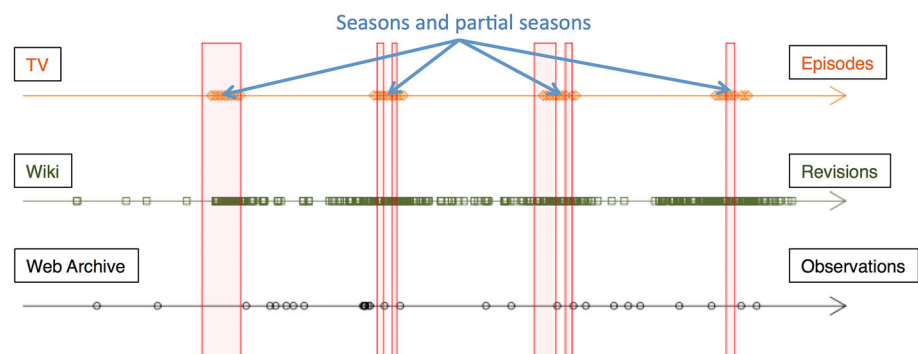 Seasons and partial seasons
TV
Episodes
Wiki
Revisions
Web Archive
Observations